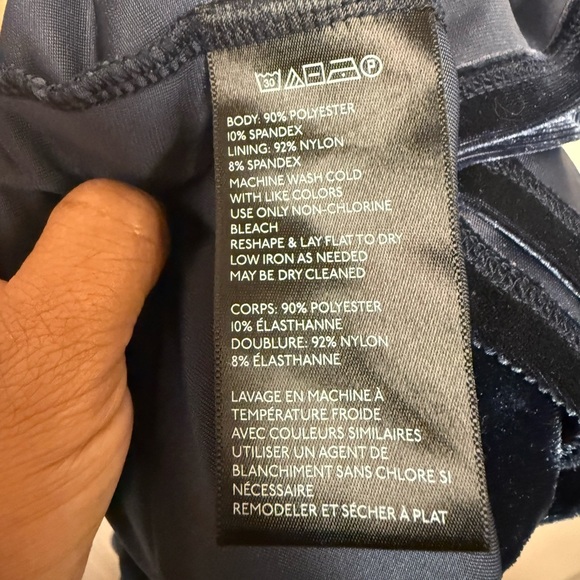 30 P
BODY: 90% POLYESTER
10% SPANDEX
LINING: 92% NYLON
8% SPANDEX
MACHINE WASH COLD
WITH LIKE COLORS
USE ONLY NON-CHLORINE
BLEACH
RESHAPE & LAY FLAT TO DRY
LOW IRON AS NEEDED
MAY BE DRY CLEANED
CORPS: 90% POLYESTER
10% ÉLASTHANNE
DOUBLURE: 92% NYLON
8% ÉLASTHANNE
LAVAGE EN MACHINE À
TEMPÉRATURE FROIDE
AVEC COULEURS SIMILAIRES
UTILISER UN AGENT DE
BLANCHIMENT SANS CHLORE SI
NÉCESSAIRE
REMODELER ET SÉCHER À PLAT